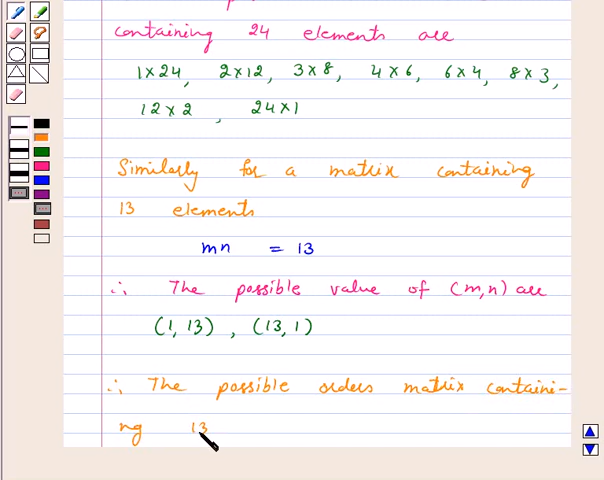 containing 24 elements are
1 × 24, 2 × 12, 3 × 8, 4 × 6, 6 × 4, 8 × 3,
12 × 2, 24 × 1
Similarly for a matrix containing
13 elements
mn = 13
∴ The possible value of (m,n) are
(1, 13), (13, 1)
∴ The possible orders matrix containi-
ng 13